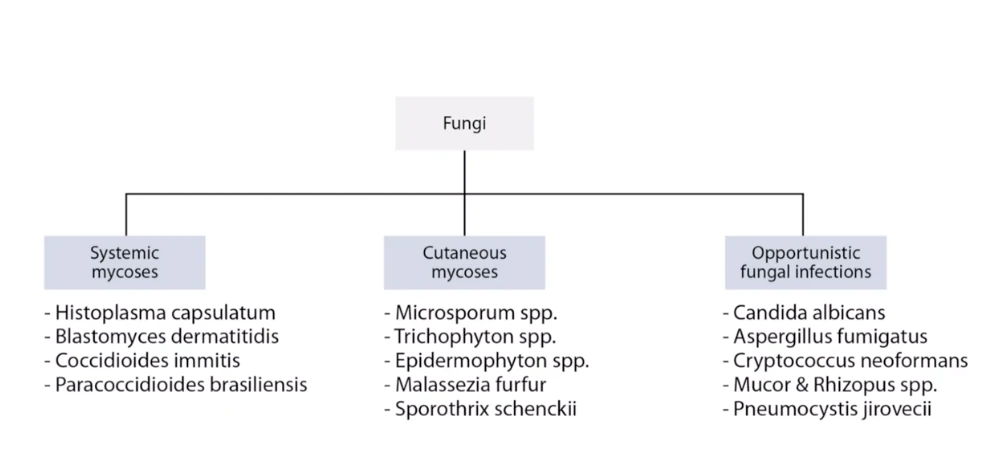 Fungi
Systemic
mycoses
- Histoplasma capsulatum
- Blastomyces dermatitidis
- Coccidioides immitis
- Paracoccidioides brasiliensis
Cutaneous
mycoses
- Microsporum spp.
- Trichophyton spp.
- Epidermophyton spp.
- Malassezia furfur
- Sporothrix schenckii
Opportunistic
fungal infections
- Candida albicans
- Aspergillus fumigatus
- Cryptococcus neoformans
- Mucor & Rhizopus spp.
- Pneumocystis jirovecii